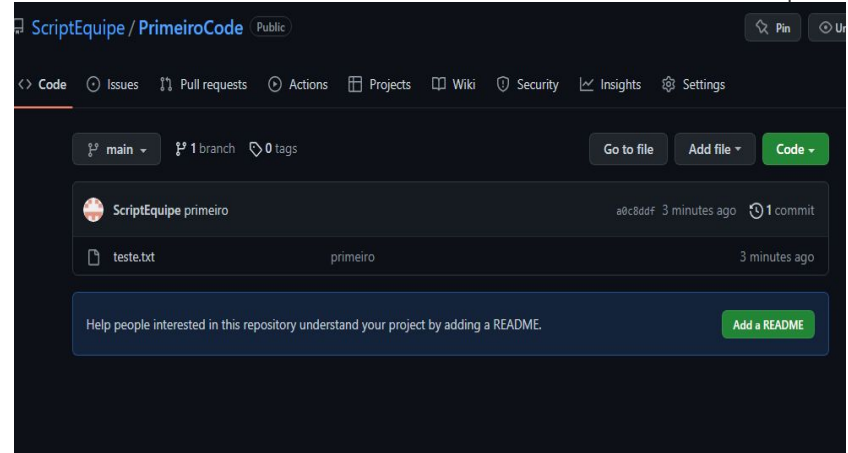 ScriptEquipe / PrimeiroCode Public Pin
Code Issues Pull requests Actions Projects Wiki Security Insights Settings
main 1 branch 0 tags Go to file Add file Code
ScriptEquipe primeiro a0c8ddf 3 minutes ago 1 commit
teste.txt primeiro 3 minutes ago
Help people interested in this repository understand your project by adding a README. Add a README